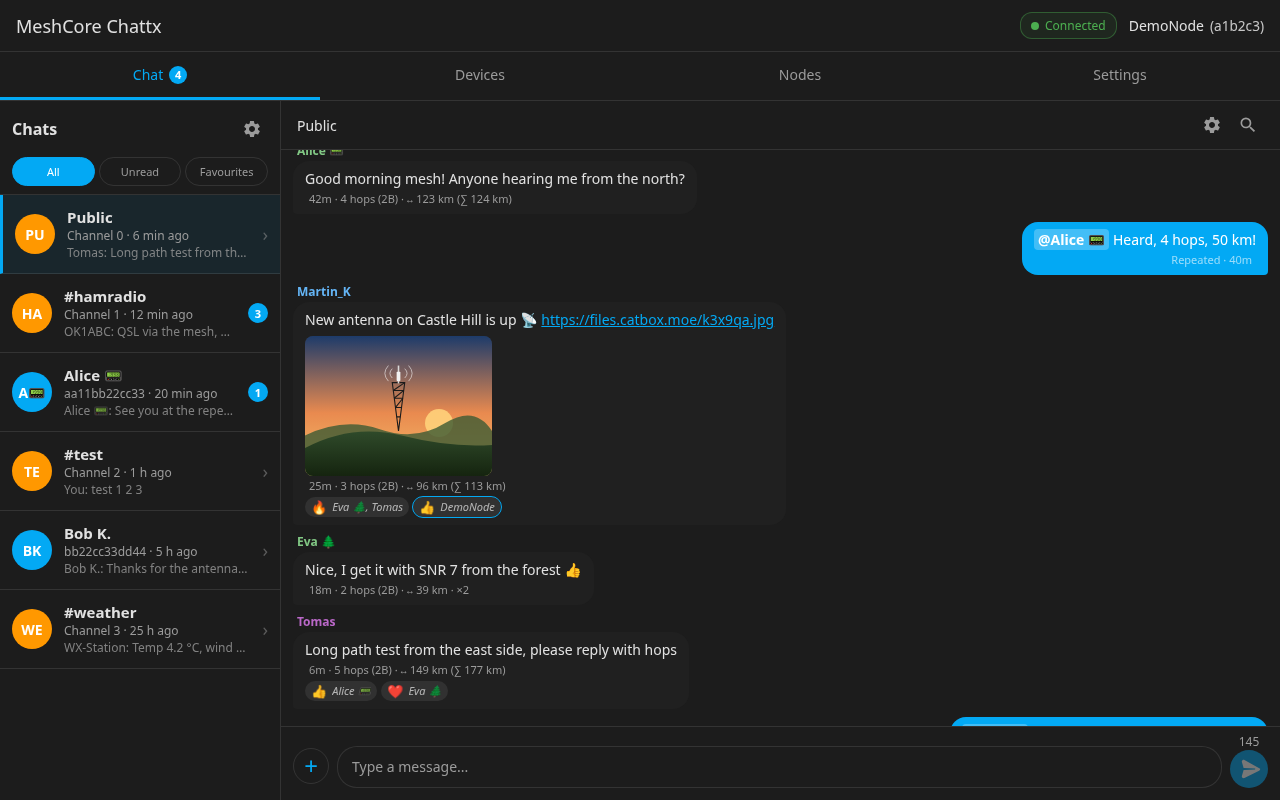 MeshCore Chattx
Connected
DemoNode (a1b2c3)
Chat 4
Devices
Nodes
Settings
Chats
All
Unread
Favourites
PU
Public
Channel 0 · 6 min ago
Tomas: Long path test from th...
HA
#hamradio
Channel 1 · 12 min ago
OK1ABC: QSL via the mesh, ...
3
A📟
Alice 📟
aa11bb22cc33 · 20 min ago
Alice 📟: See you at the repe...
1
TE
#test
Channel 2 · 1 h ago
You: test 1 2 3
BK
Bob K.
bb22cc33dd44 · 5 h ago
Bob K.: Thanks for the antenna...
WE
#weather
Channel 3 · 25 h ago
WX-Station: Temp 4.2 °C, wind ...
Public
Alice 📟
Good morning mesh! Anyone hearing me from the north?
42m · 4 hops (2B) · ↔ 123 km (∑ 124 km)
@Alice 📟 Heard, 4 hops, 50 km!
Repeated · 40m
Martin_K
New antenna on Castle Hill is up 📡 https://files.catbox.moe/k3x9qa.jpg
25m · 3 hops (2B) · ↔ 96 km (∑ 113 km)
🔥 Eva 🌲, Tomas 👍 DemoNode
Eva 🌲
Nice, I get it with SNR 7 from the forest 👍
18m · 2 hops (2B) · ↔ 39 km · ×2
Tomas
Long path test from the east side, please reply with hops
6m · 5 hops (2B) · ↔ 149 km (∑ 177 km)
👍 Alice 📟 ❤️ Eva 🌲
145
Type a message...